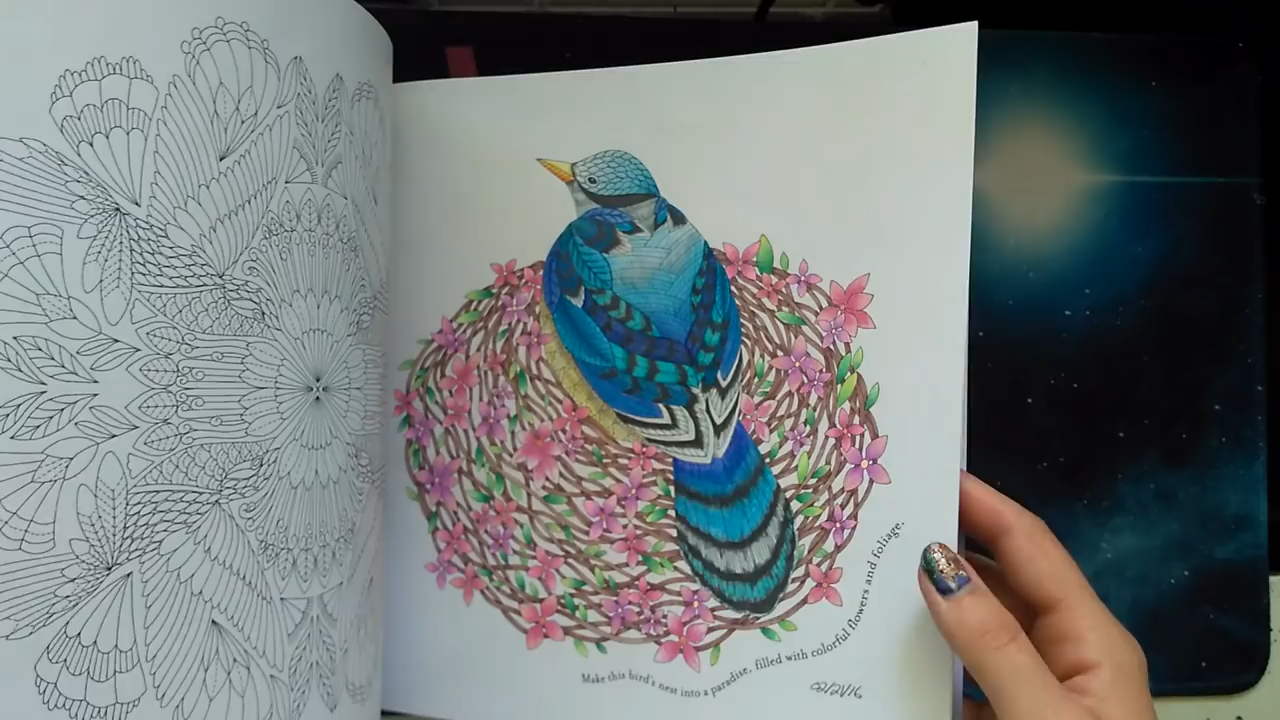 Make this bird's nest into a paradise, filled with colorful flowers and foliage.
02/21/16